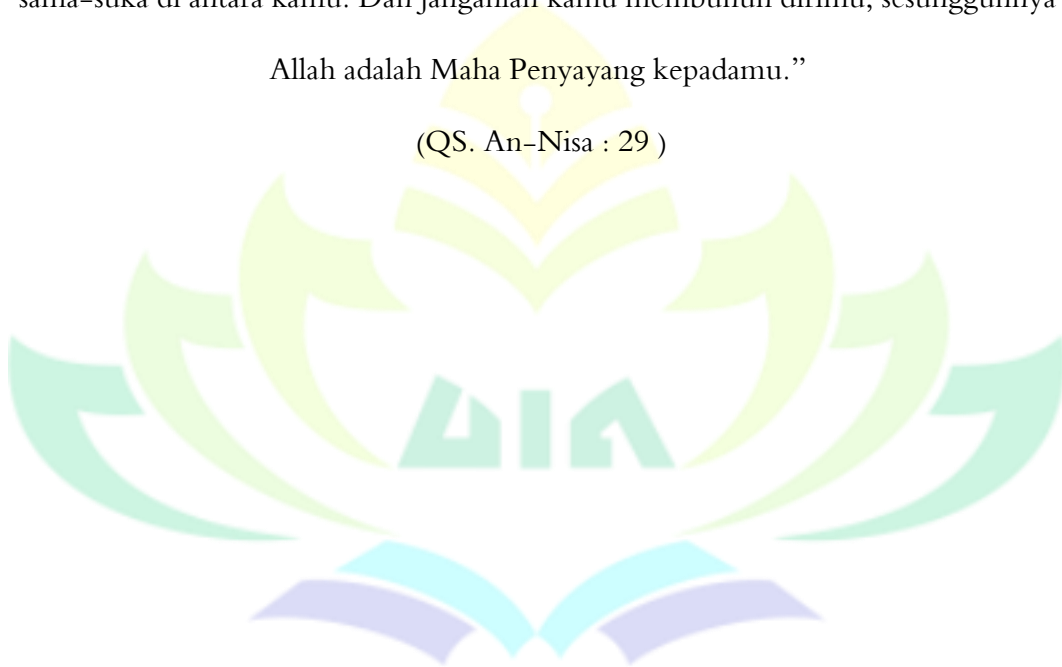 sama-suka di antara kamu. Dan janganlah kamu membunuh dirimu, sesungguhnya
Allah adalah Maha Penyayang kepadamu.”
(QS. An-Nisa : 29 )